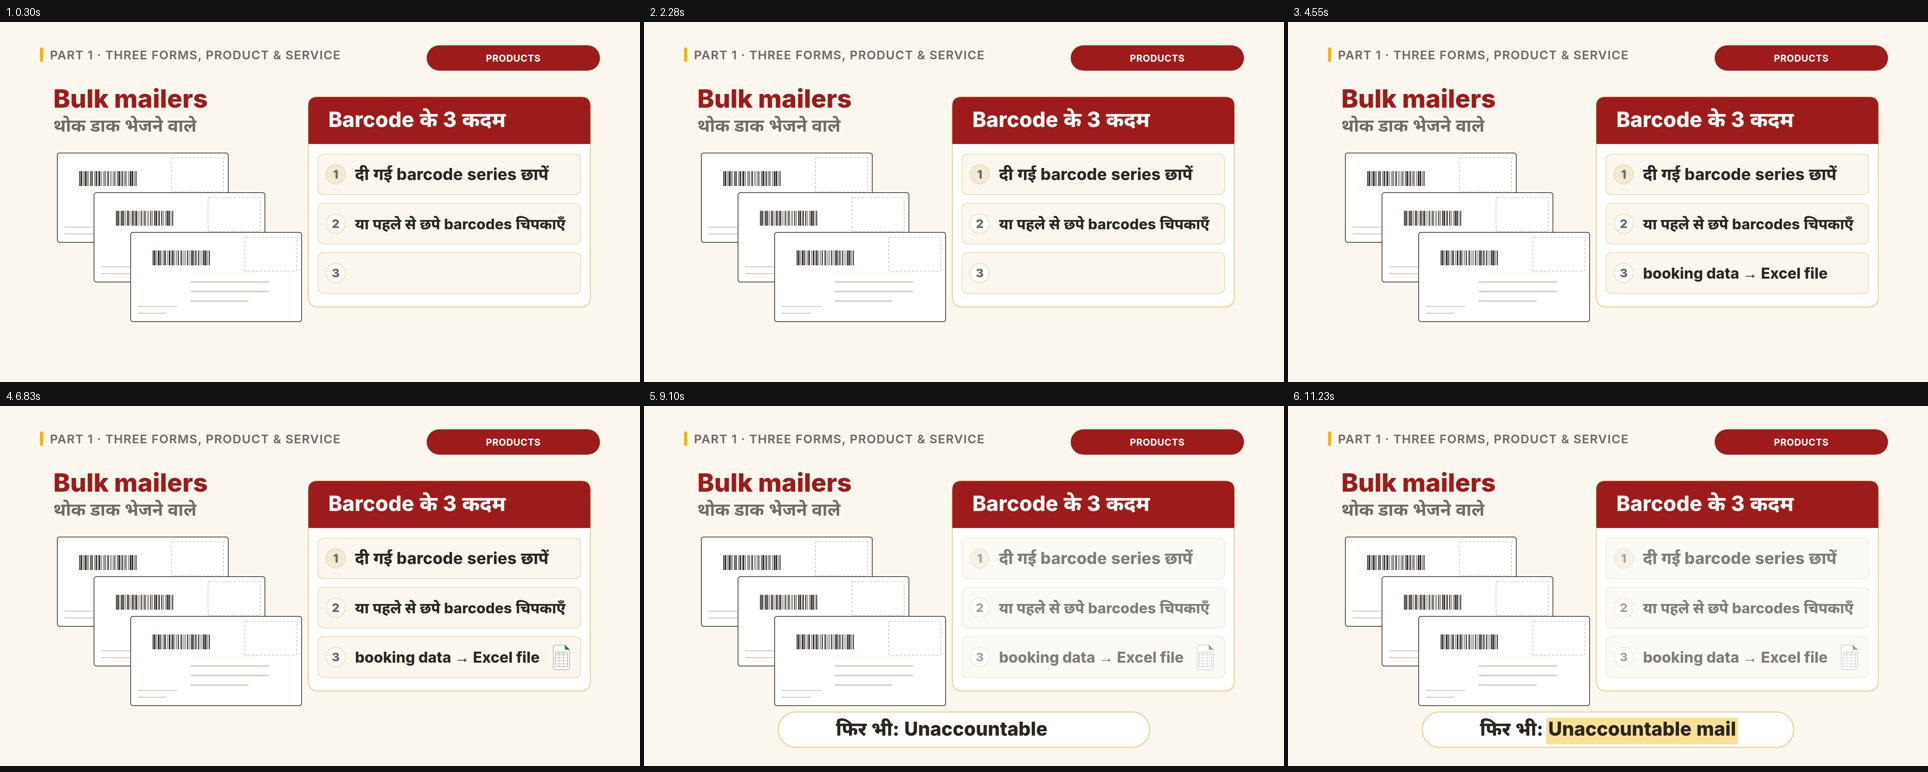 1. 0.30s
PART 1 · THREE FORMS, PRODUCT & SERVICE
PRODUCTS
Bulk mailers
थोक डाक भेजने वाले
Barcode के 3 कदम
1 दी गई barcode series छापें
2 या पहले से छपे barcodes चिपकाएँ
3
2. 2.28s
PART 1 · THREE FORMS, PRODUCT & SERVICE
PRODUCTS
Bulk mailers
थोक डाक भेजने वाले
Barcode के 3 कदम
1 दी गई barcode series छापें
2 या पहले से छपे barcodes चिपकाएँ
3
3. 4.55s
PART 1 · THREE FORMS, PRODUCT & SERVICE
PRODUCTS
Bulk mailers
थोक डाक भेजने वाले
Barcode के 3 कदम
1 दी गई barcode series छापें
2 या पहले से छपे barcodes चिपकाएँ
3 booking data → Excel file
4. 6.83s
PART 1 · THREE FORMS, PRODUCT & SERVICE
PRODUCTS
Bulk mailers
थोक डाक भेजने वाले
Barcode के 3 कदम
1 दी गई barcode series छापें
2 या पहले से छपे barcodes चिपकाएँ
3 booking data → Excel file
5. 9.10s
PART 1 · THREE FORMS, PRODUCT & SERVICE
PRODUCTS
Bulk mailers
थोक डाक भेजने वाले
Barcode के 3 कदम
1 दी गई barcode series छापें
2 या पहले से छपे barcodes चिपकाएँ
3 booking data → Excel file
फिर भी: Unaccountable
6. 11.23s
PART 1 · THREE FORMS, PRODUCT & SERVICE
PRODUCTS
Bulk mailers
थोक डाक भेजने वाले
Barcode के 3 कदम
1 दी गई barcode series छापें
2 या पहले से छपे barcodes चिपकाएँ
3 booking data → Excel file
फिर भी: Unaccountable mail